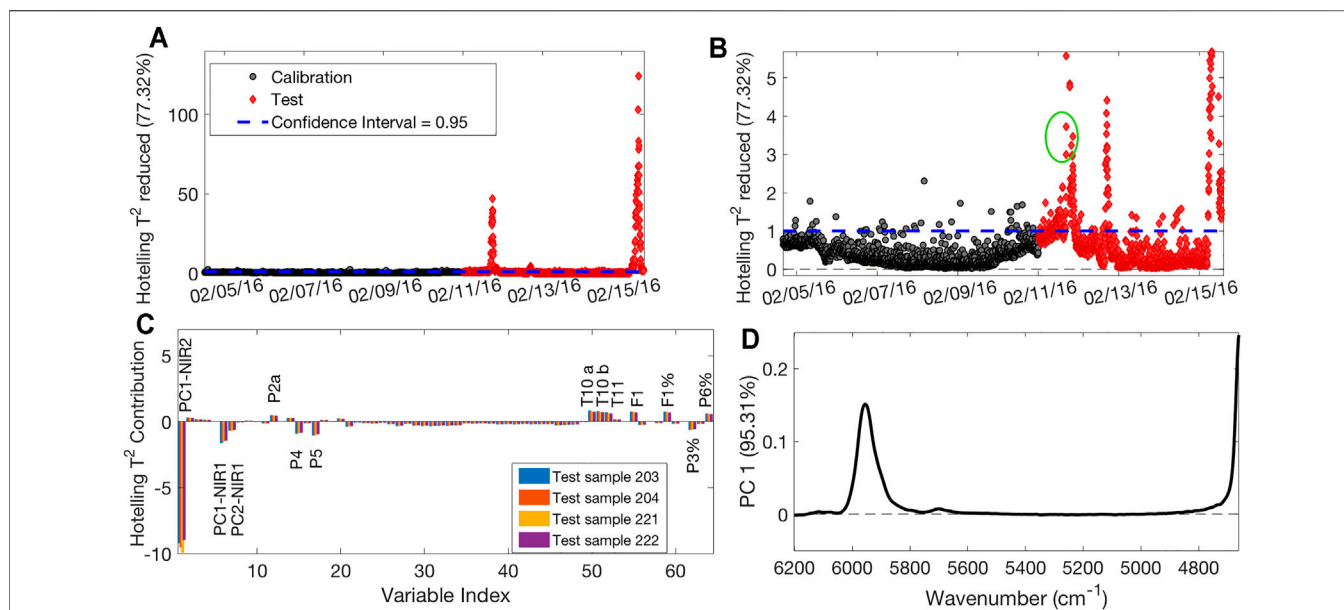 A
Hotelling T² reduced (77.32%)
100
50
0
Calibration
Test
Confidence Interval = 0.95
02/05/16 02/07/16 02/09/16 02/11/16 02/13/16 02/15/16
B
Hotelling T² reduced (77.32%)
5
4
3
2
1
0
02/05/16 02/07/16 02/09/16 02/11/16 02/13/16 02/15/16
C
Hotelling T² Contribution
5
0
-5
-10
PC1-NIR2
P2a
T10 a
T10 b
T11
F1
F1%
P6%
PC1-NIR1
PC2-NIR1
P4
P5
P3%
Test sample 203
Test sample 204
Test sample 221
Test sample 222
10 20 30 40 50 60
Variable Index
D
PC 1 (95.31%)
0.2
0.1
0
6200 6000 5800 5600 5400 5200 5000 4800
Wavenumber (cm⁻¹)